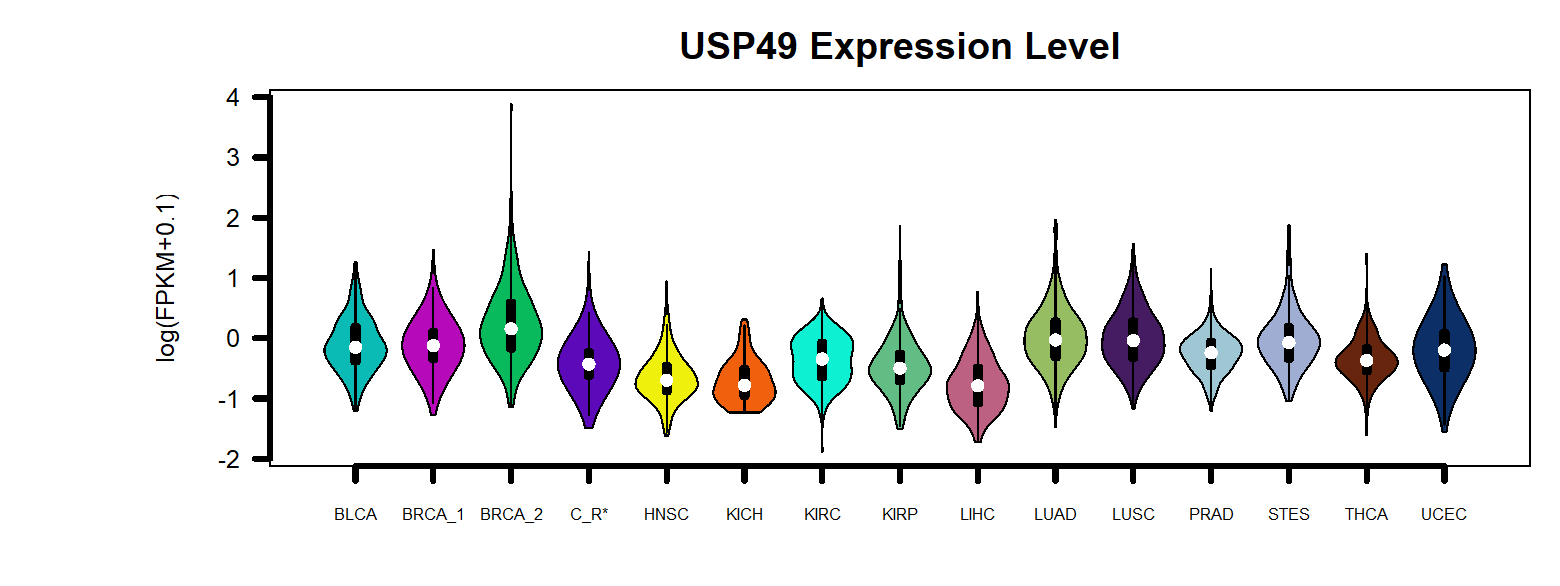 USP49 Expression Level
log(FPKM+0.1)
4
3
2
1
0
-1
-2
BLCA BRCA_1 BRCA_2 C_R* HNSC KICH KIRC KIRP LIHC LUAD LUSC PRAD STES THCA UCEC